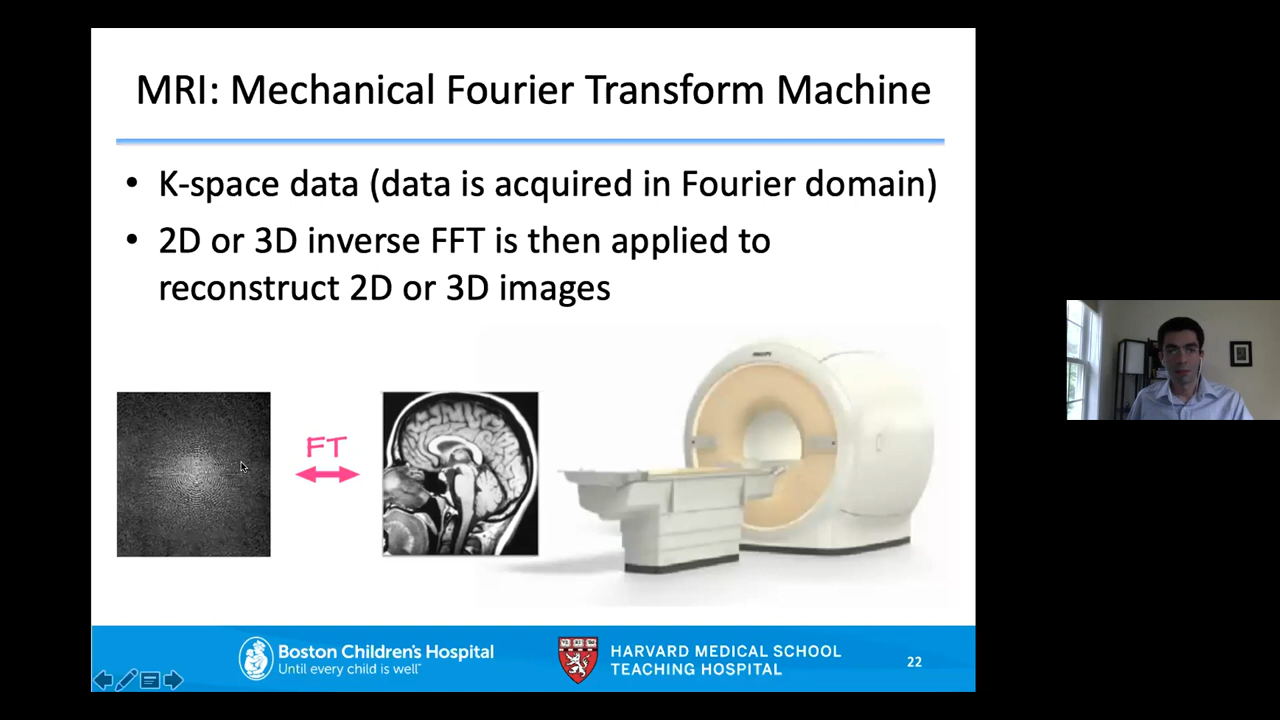 MRI: Mechanical Fourier Transform Machine
• K-space data (data is acquired in Fourier domain)
• 2D or 3D inverse FFT is then applied to
reconstruct 2D or 3D images
FT
PHILIPS
Boston Children's Hospital
Until every child is well™
HARVARD MEDICAL SCHOOL
TEACHING HOSPITAL
22